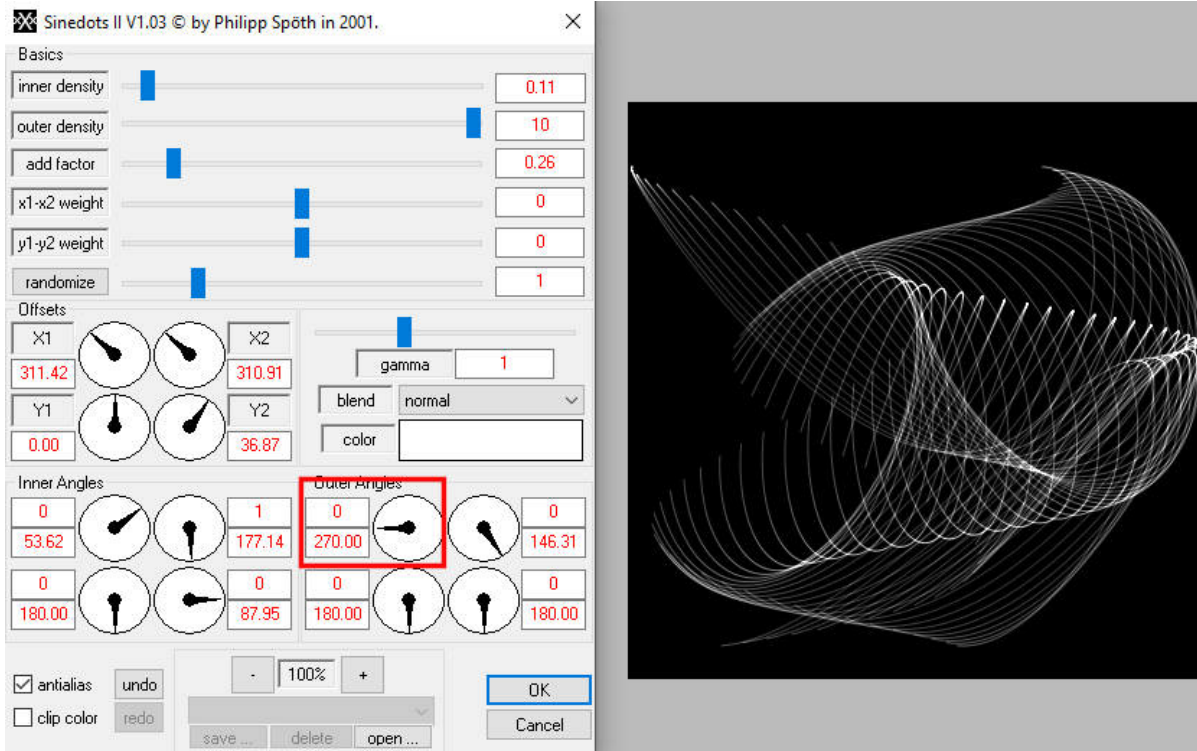 Sinedots II V1.03 © by Philipp Spöth in 2001.
Basics
inner density 0.11
outer density 10
add factor 0.26
x1-x2 weight 0
y1-y2 weight 0
randomize 1
Offsets
X1 X2
311.42 310.91
Y1 Y2
0.00 36.87
gamma 1
blend normal
color
Inner Angles
0 1
53.62 177.14
0 0
180.00 87.95
Outer Angles
0 0
270.00 146.31
0 0
180.00 180.00
antialias undo
clip color redo
- 100% +
save ... delete open ...
OK
Cancel